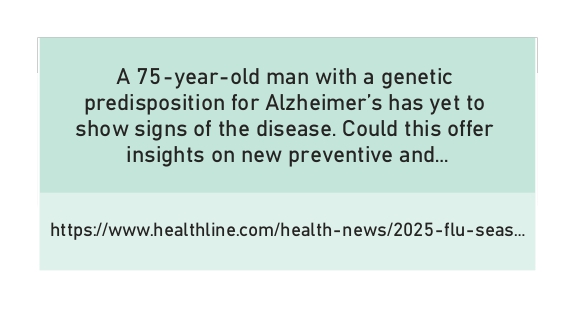 A 75-year-old man with a genetic
predisposition for Alzheimer's has yet to
show signs of the disease. Could this offer
insights on new preventive and...
https://www.healthline.com/health-news/2025-flu-seas...